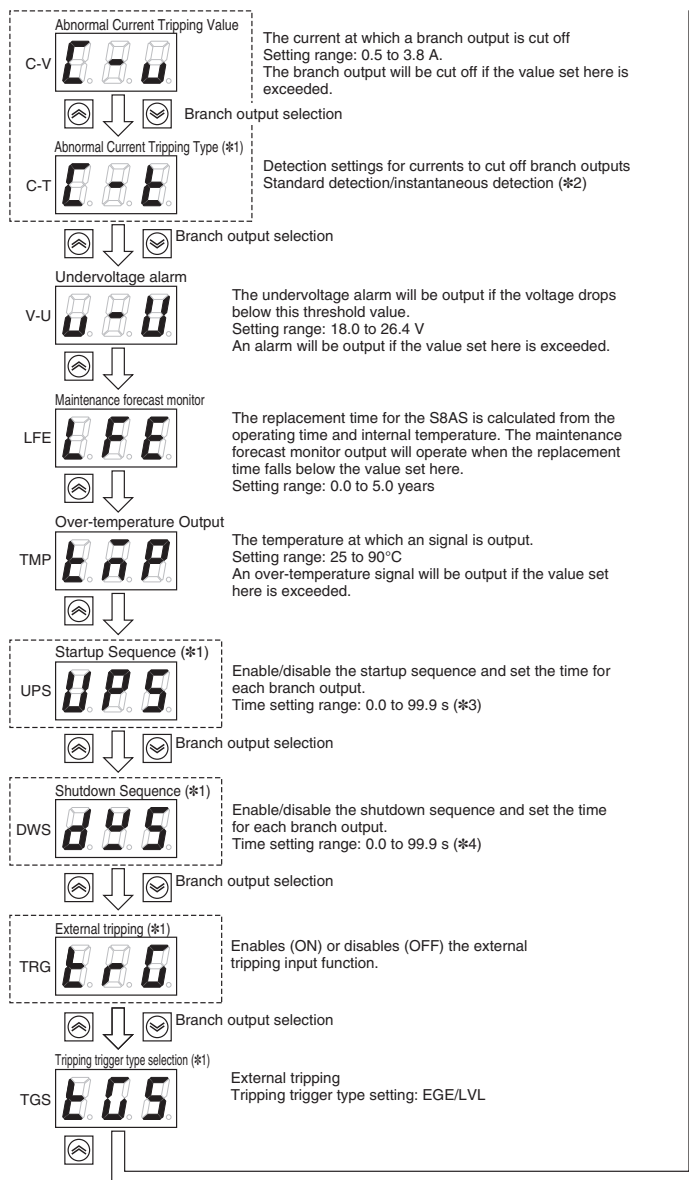 Abnormal Current Tripping Value
C-V
C-v
The current at which a branch output is cut off
Setting range: 0.5 to 3.8 A.
The branch output will be cut off if the value set here is
exceeded.
Branch output selection
Abnormal Current Tripping Type (✽1)
C-T
C-t
Detection settings for currents to cut off branch outputs
Standard detection/instantaneous detection (✽2)
Branch output selection
Undervoltage alarm
V-U
v-U
The undervoltage alarm will be output if the voltage drops
below this threshold value.
Setting range: 18.0 to 26.4 V
An alarm will be output if the value set here is exceeded.
Maintenance forecast monitor
LFE
LFE
The replacement time for the S8AS is calculated from the
operating time and internal temperature. The maintenance
forecast monitor output will operate when the replacement
time falls below the value set here.
Setting range: 0.0 to 5.0 years
Over-temperature Output
TMP
tmP
The temperature at which an signal is output.
Setting range: 25 to 90°C
An over-temperature signal will be output if the value set
here is exceeded.
Startup Sequence (✽1)
UPS
UPS
Enable/disable the startup sequence and set the time for
each branch output.
Time setting range: 0.0 to 99.9 s (✽3)
Branch output selection
Shutdown Sequence (✽1)
DWS
dwS
Enable/disable the shutdown sequence and set the time
for each branch output.
Time setting range: 0.0 to 99.9 s (✽4)
Branch output selection
External tripping (✽1)
TRG
trG
Enables (ON) or disables (OFF) the external
tripping input function.
Branch output selection
Tripping trigger type selection (✽1)
TGS
tGS
External tripping
Tripping trigger type setting: EGE/LVL